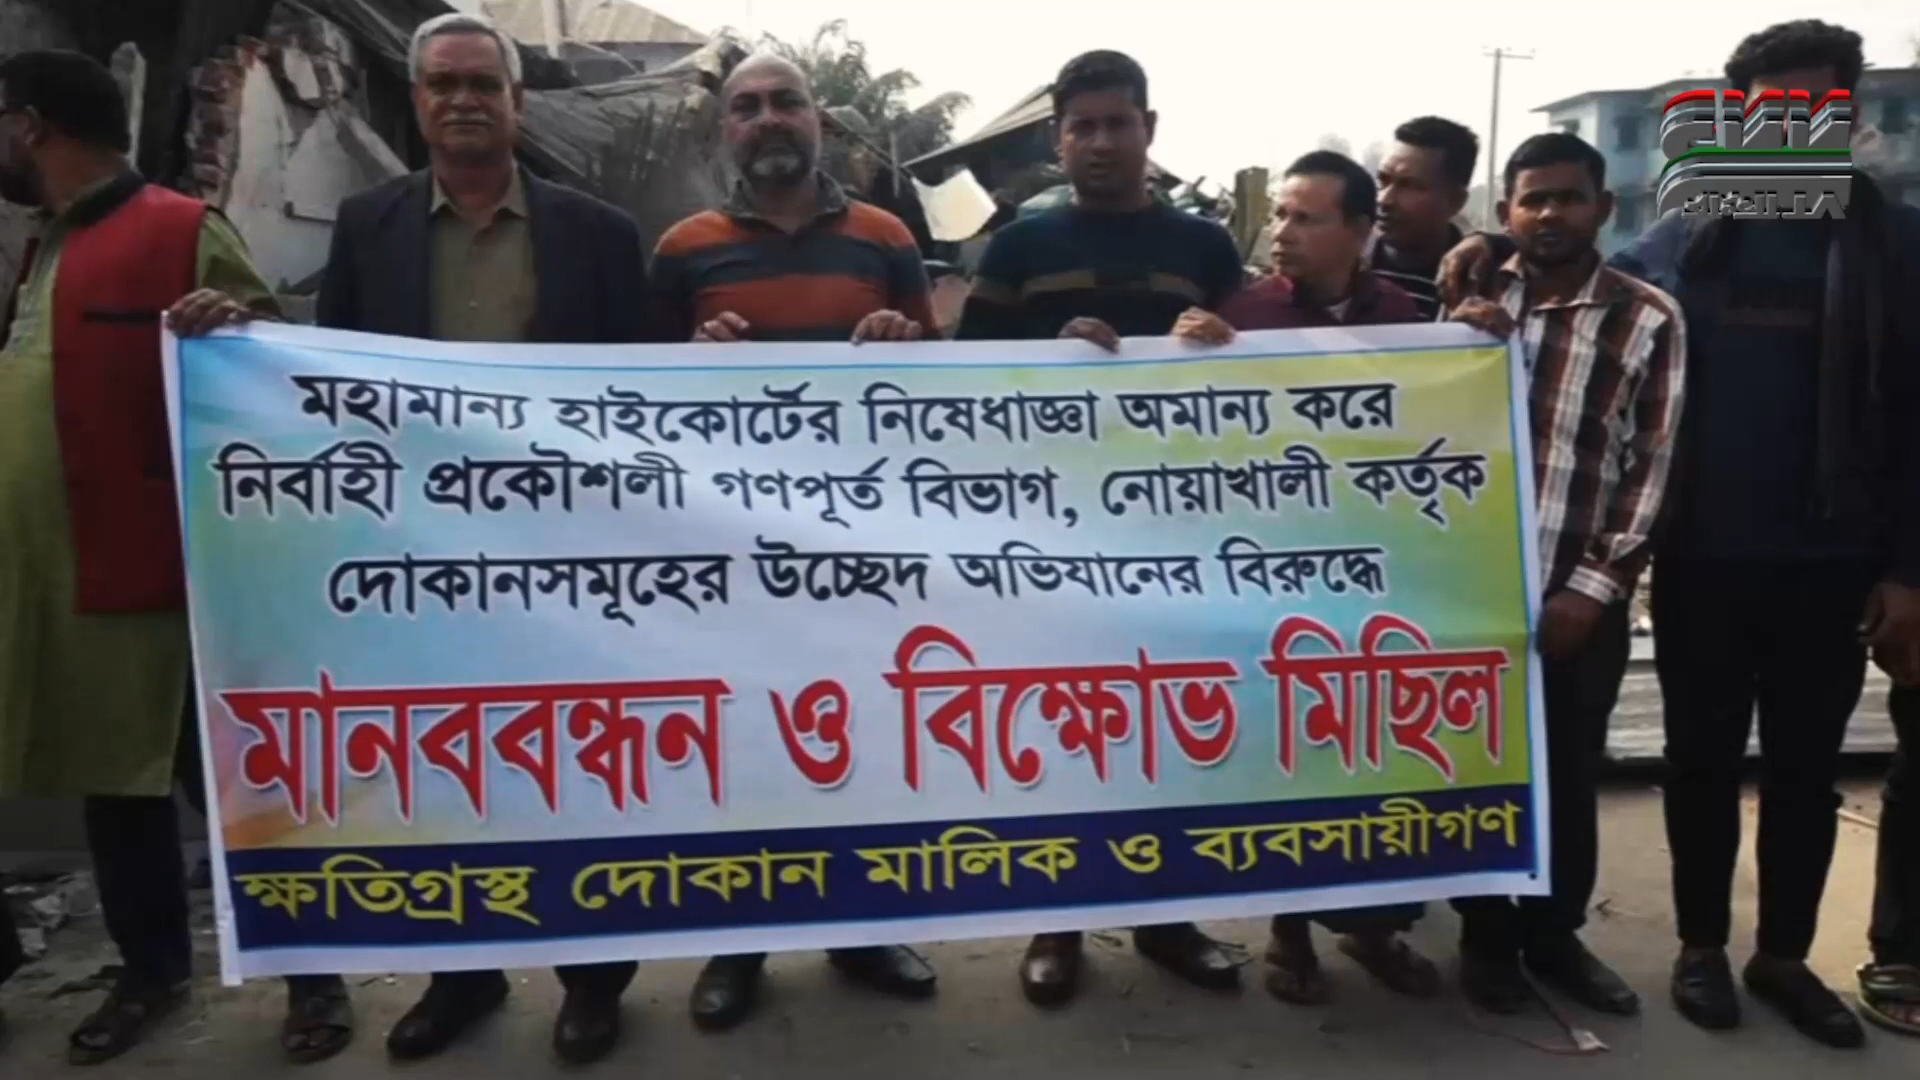 মহামান্য হাইকোর্টের নিষেধাজ্ঞা অমান্য করে
নির্বাহী প্রকৌশলী গণপূর্ত বিভাগ, নোয়াখালী কর্তৃক
দোকানসমূহের উচ্ছেদ অভিযানের বিরুদ্ধে
মানববন্ধন ও বিক্ষোভ মিছিল
ক্ষতিগ্রস্থ দোকান মালিক ও ব্যবসায়ীগণ